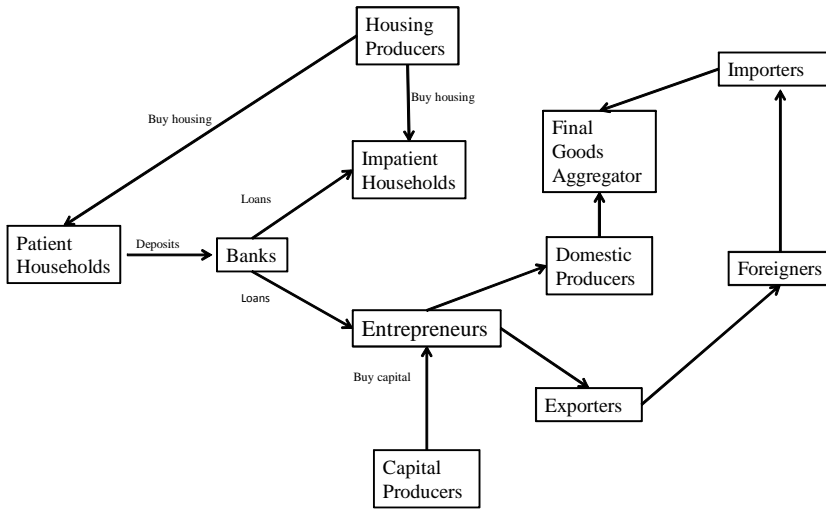 Housing
Producers
Importers
Buy housing
Buy housing
Final
Goods
Aggregator
Impatient
Households
Loans
Patient
Households
Deposits
Banks
Domestic
Producers
Foreigners
Loans
Entrepreneurs
Buy capital
Exporters
Capital
Producers